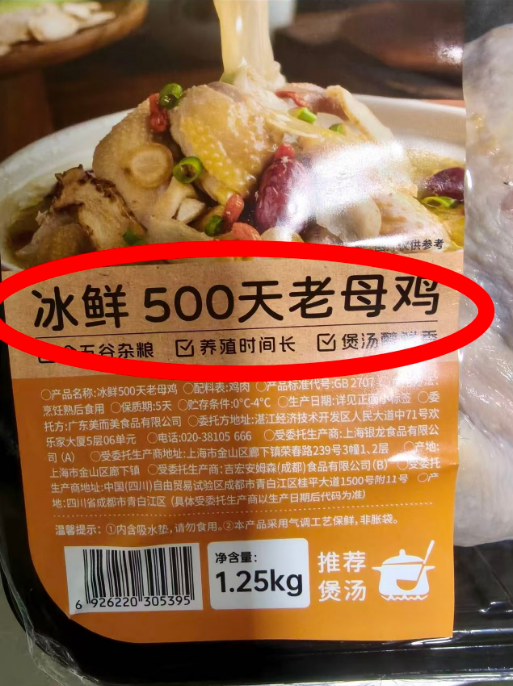 仅供参考
冰鲜 500天老母鸡
五谷杂粮 养殖时间长 煲汤
○产品名称:冰鲜500天老母鸡 ○配料表:鸡肉 ○产品标准代号:GB 2707
烹饪熟后食用 ○保质期:5天 ○贮存条件:0°C-4°C ○生产日期:详见正面小标签 ○委
托方:广东美而美食品有限公司 ○委托方地址:湛江经济技术开发区人民大道中71号欢
乐家大厦5层06单元 ○电话:020-38105 666 ○受委托生产商:上海银龙食品有限公
司 (A) ○受委托生产商地址:上海市金山区廊下镇荣春路239号3幢1.2层 ○产地:
上海市金山区廊下镇 ○受委托生产商:吉宏安姆森(成都)食品有限公司(B) ○受委托
生产商地址:中国(四川)自由贸易试验区成都市青白江区桂平大道1500号附11号 ○产
地:四川省成都市青白江区 (具体受委托生产商以生产日期后代码为准)
温馨提示: ①内含吸水垫,请勿食用。②本产品采用气调工艺保鲜,非胀袋。
净含量:
1.25kg
推荐
煲汤
6 926220 305395